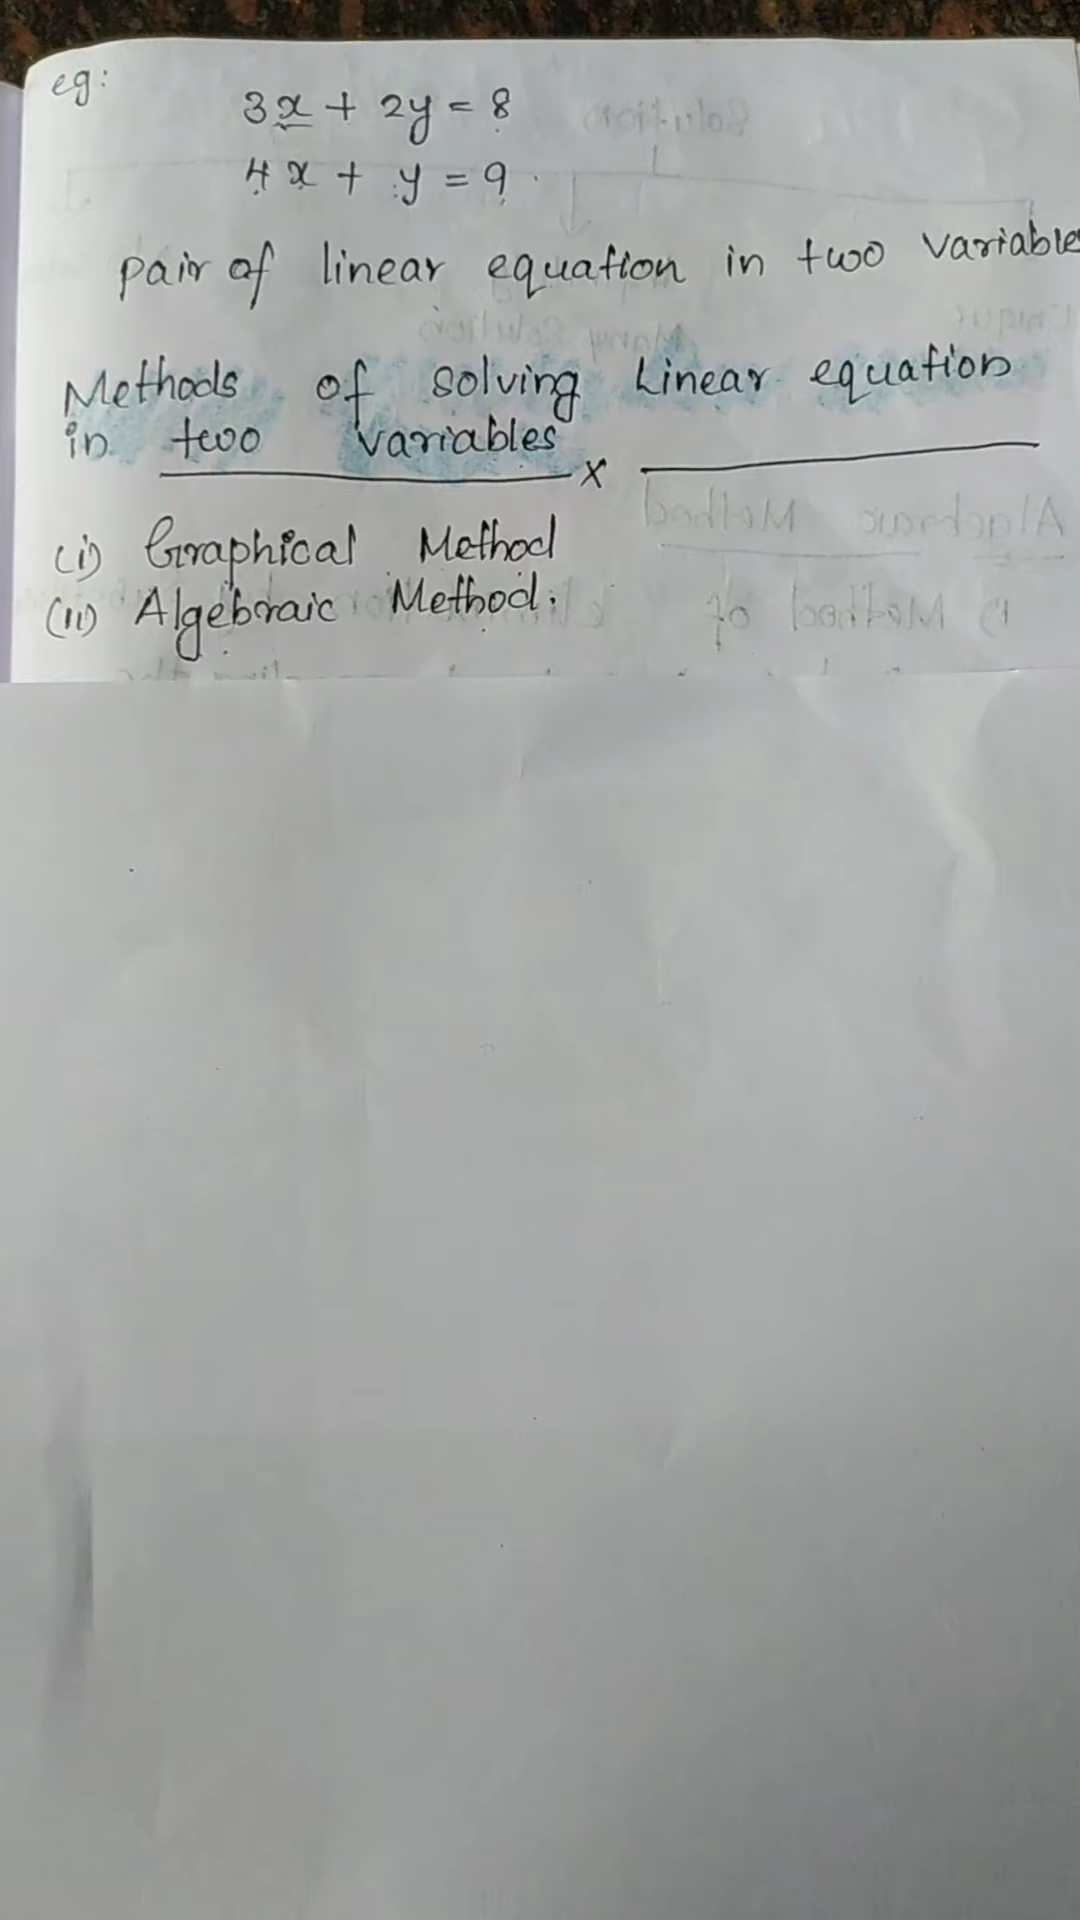 eg:
3x + 2y = 8
4x + y = 9.
pair of linear equation in two variable
Methods of solving Linear equation
in two variables
x
(i) Graphical Method
(ii) Algebraic Method.